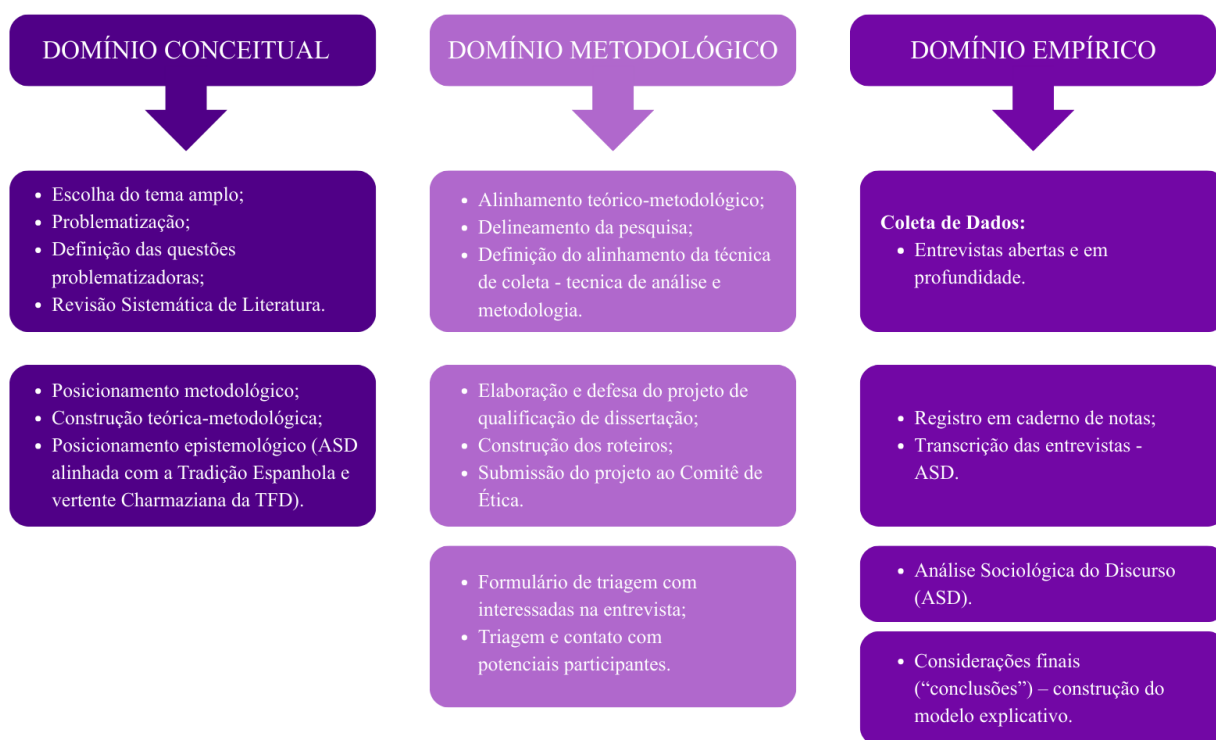 DOMÍNIO CONCEITUAL
• Escolha do tema amplo;
• Problematização;
• Definição das questões
problematizadoras;
• Revisão Sistemática de Literatura.
• Posicionamento metodológico;
• Construção teórica-metodológica;
• Posicionamento epistemológico (ASD
alinhada com a Tradição Espanhola e
vertente Charmaziana da TFD).
DOMÍNIO METODOLÓGICO
• Alinhamento teórico-metodológico;
• Delineamento da pesquisa;
• Definição do alinhamento da técnica
de coleta - tecnica de análise e
metodologia.
• Elaboração e defesa do projeto de
qualificação de dissertação;
• Construção dos roteiros;
• Submissão do projeto ao Comitê de
Ética.
• Formulário de triagem com
interessadas na entrevista;
• Triagem e contato com
potenciais participantes.
DOMÍNIO EMPÍRICO
Coleta de Dados:
• Entrevistas abertas e em
profundidade.
• Registro em caderno de notas;
• Transcrição das entrevistas -
ASD.
• Análise Sociológica do Discurso
(ASD).
• Considerações finais
(“conclusões”) – construção do
modelo explicativo.